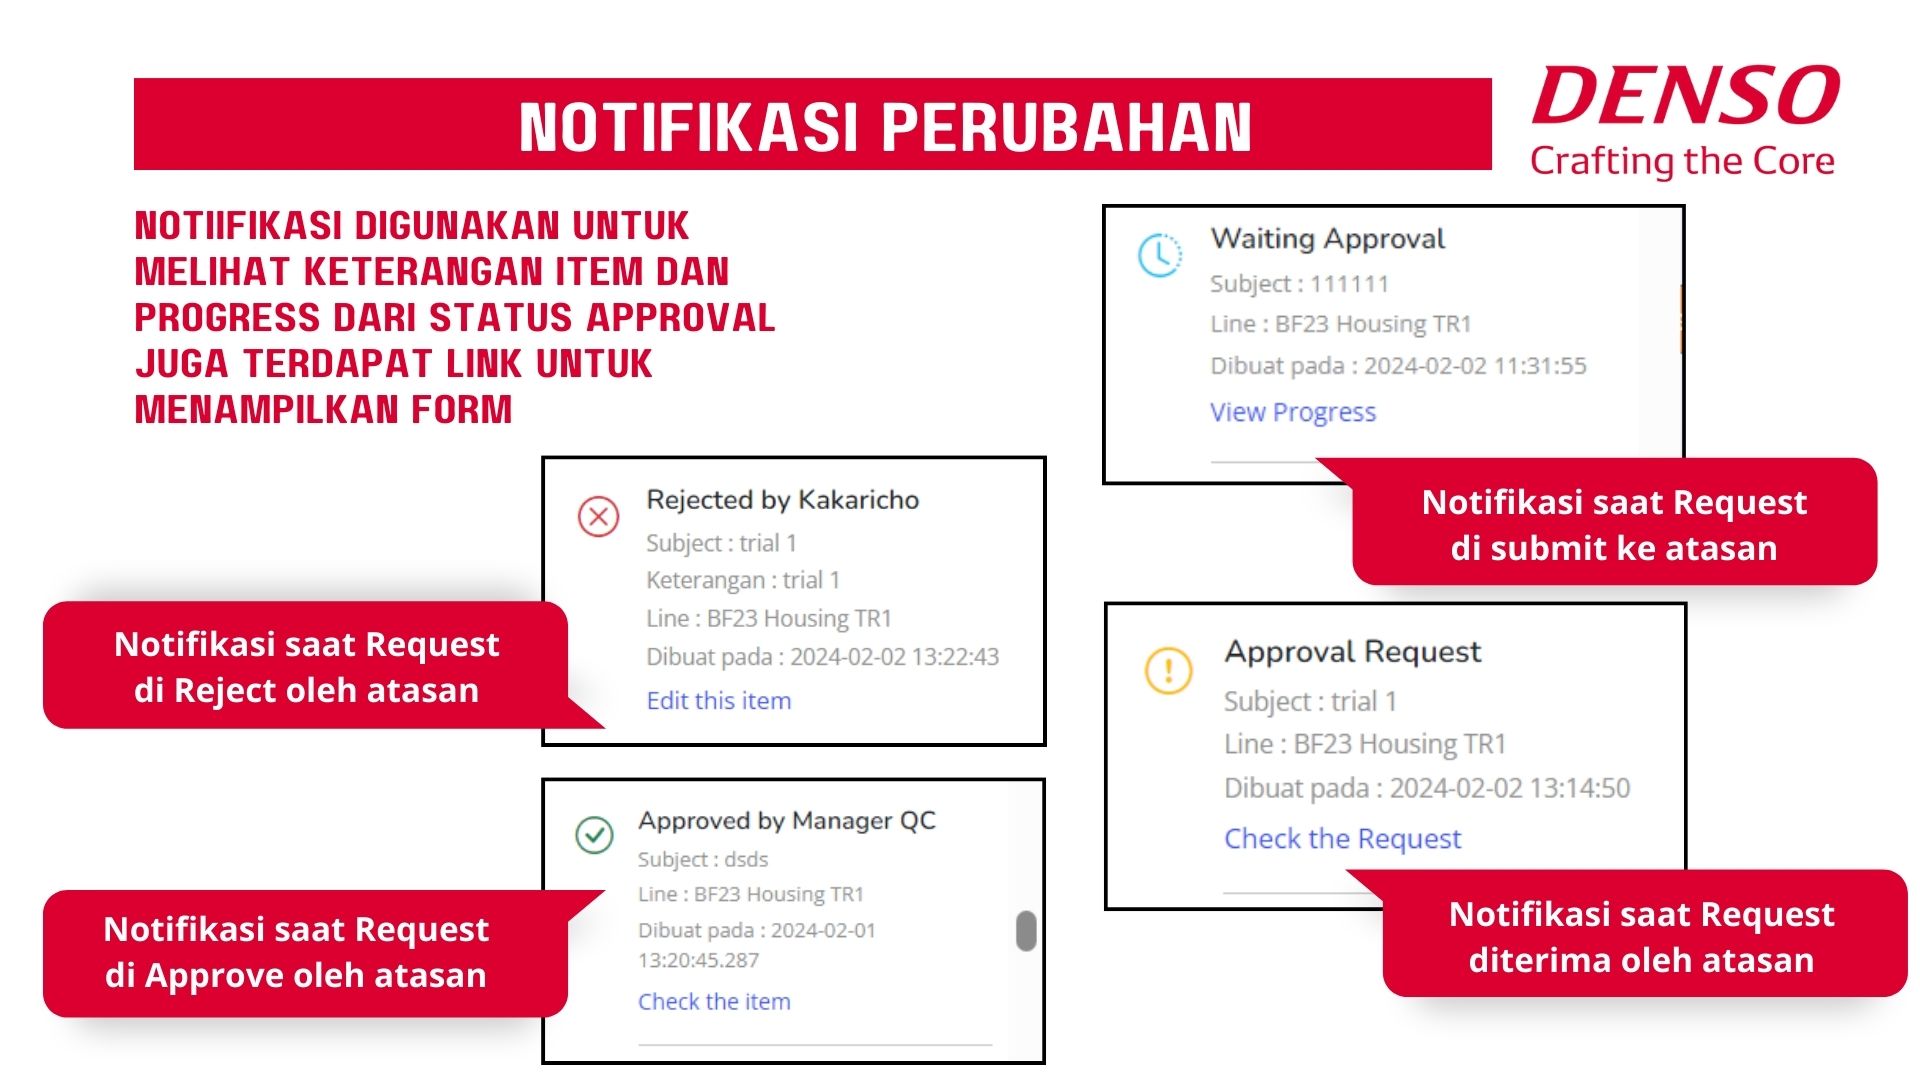 NOTIFIKASI PERUBAHAN
DENSO
Crafting the Core
NOTIIFIKASI DIGUNAKAN UNTUK
MELIHAT KETERANGAN ITEM DAN
PROGRESS DARI STATUS APPROVAL
JUGA TERDAPAT LINK UNTUK
MENAMPILKAN FORM
Waiting Approval
Subject : 111111
Line : BF23 Housing TR1
Dibuat pada : 2024-02-02 11:31:55
View Progress
Notifikasi saat Request
di submit ke atasan
Rejected by Kakaricho
Subject : trial 1
Keterangan : trial 1
Line : BF23 Housing TR1
Dibuat pada : 2024-02-02 13:22:43
Edit this item
Notifikasi saat Request
di Reject oleh atasan
Approval Request
Subject : trial 1
Line : BF23 Housing TR1
Dibuat pada : 2024-02-02 13:14:50
Check the Request
Notifikasi saat Request
diterima oleh atasan
Approved by Manager QC
Subject : dsds
Line : BF23 Housing TR1
Dibuat pada : 2024-02-01
13:20:45.287
Check the item
Notifikasi saat Request
di Approve oleh atasan